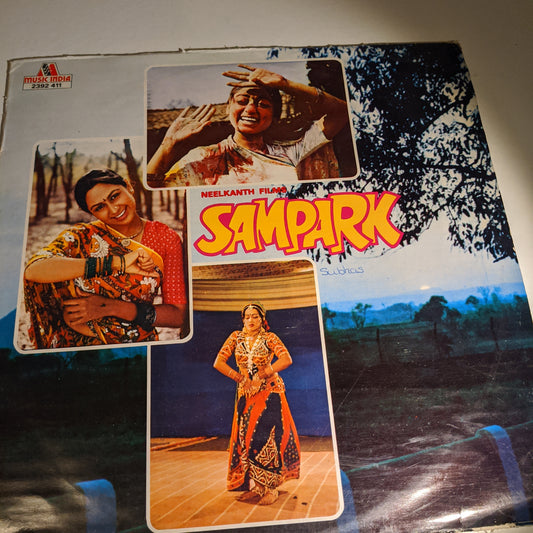 MUSIC INDIA
2392 411
NEELKANTH FILMS
SAMPARK
Subhas